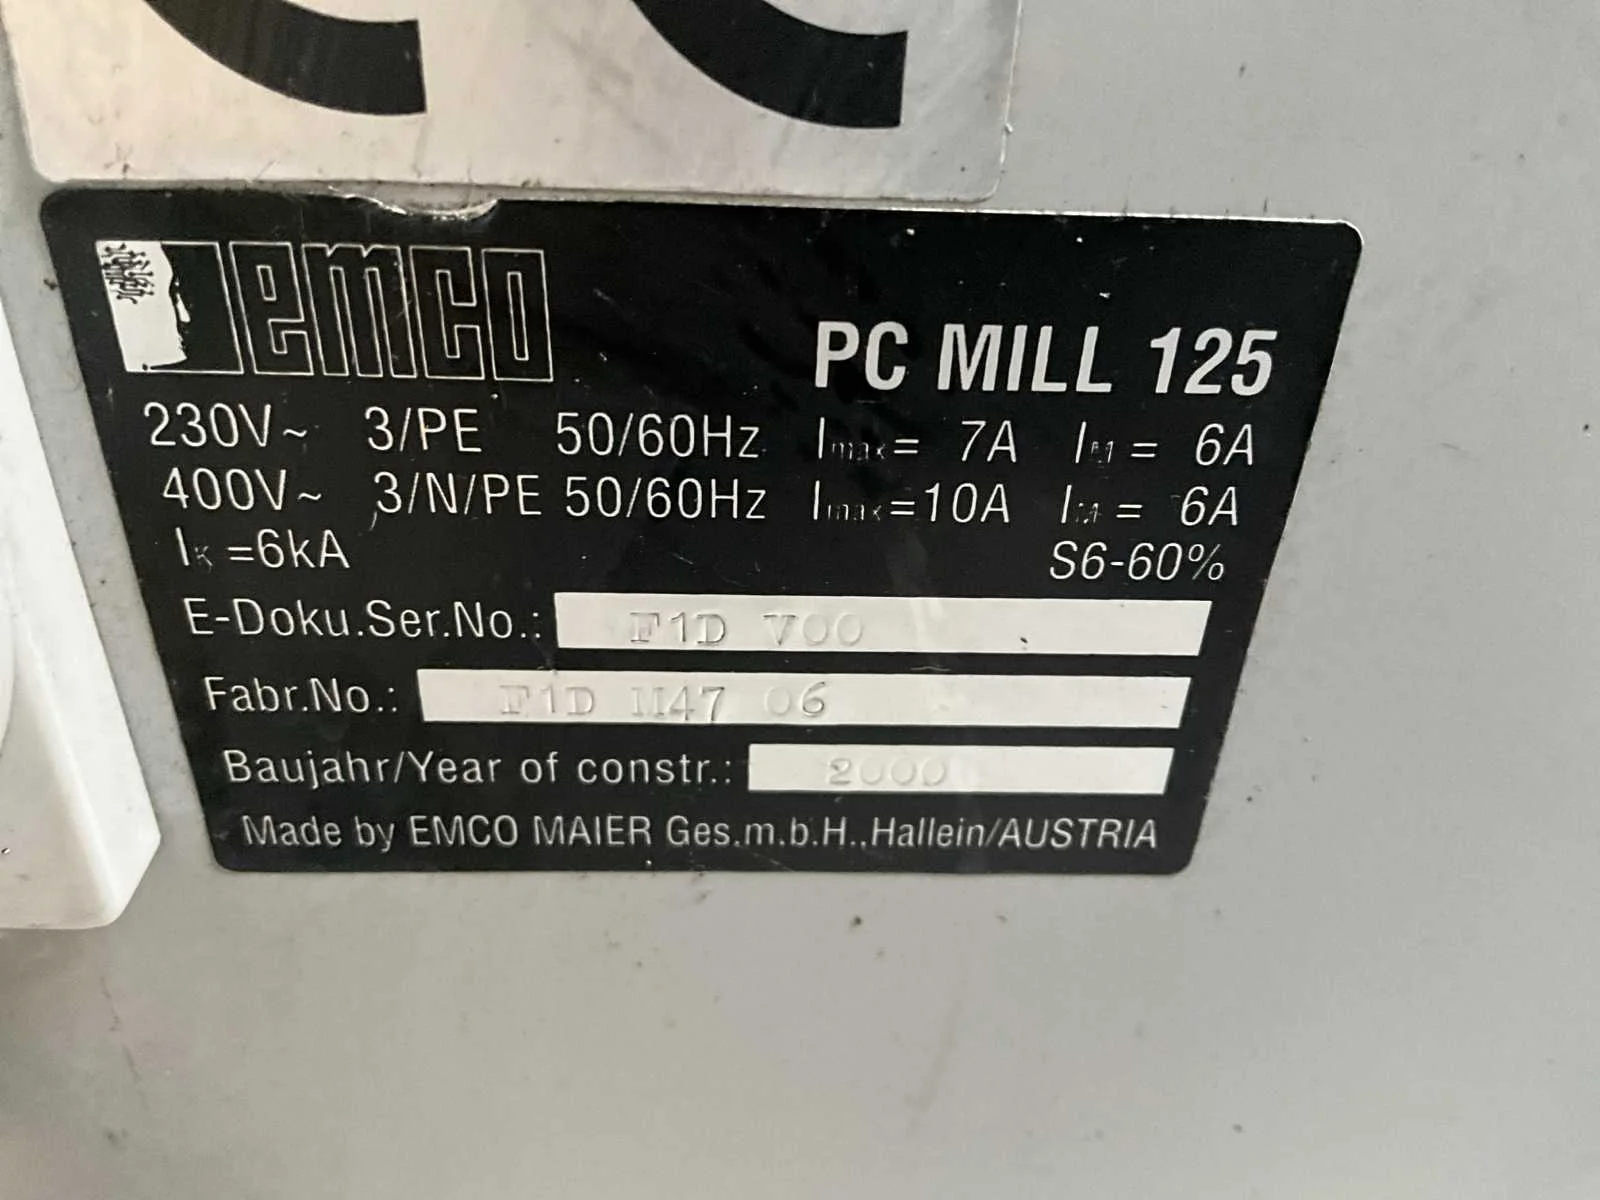 emco
PC MILL 125
230V~ 3/PE 50/60Hz Imax= 7A IM = 6A
400V~ 3/N/PE 50/60Hz Imax=10A IM = 6A
IK =6kA S6-60%
E-Doku.Ser.No.: F1D V00
Fabr.No.: F1D M47 06
Baujahr/Year of constr.: 2000
Made by EMCO MAIER Ges.m.b.H.,Hallein/AUSTRIA